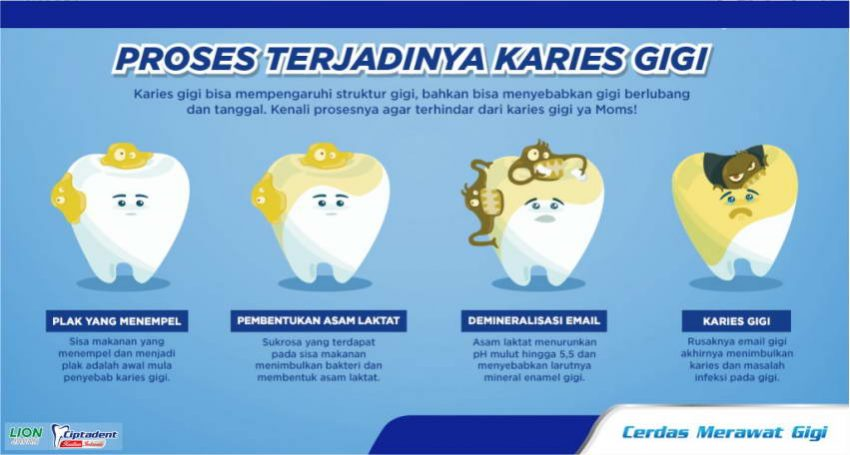 PROSES TERJADINYA KARIES GIGI
Karies gigi bisa mempengaruhi struktur gigi, bahkan bisa menyebabkan gigi berlubang
dan tanggal. Kenali prosesnya agar terhindar dari karies gigi ya Moms!
PLAK YANG MENEMPEL
Sisa makanan yang
menempel dan menjadi
plak adalah awal mula
penyebab karies gigi.
PEMBENTUKAN ASAM LAKTAT
Sukrosa yang terdapat
pada sisa makanan
menimbulkan bakteri dan
membentuk asam laktat.
DEMINERALISASI EMAIL
Asam laktat menurunkan
pH mulut hingga 5,5 dan
menyebabkan larutnya
mineral enamel gigi.
KARIES GIGI
Rusaknya email gigi
akhirnya menimbulkan
karies dan masalah
infeksi pada gigi.
LION
Ciptadent
Cerdas Merawat Gigi